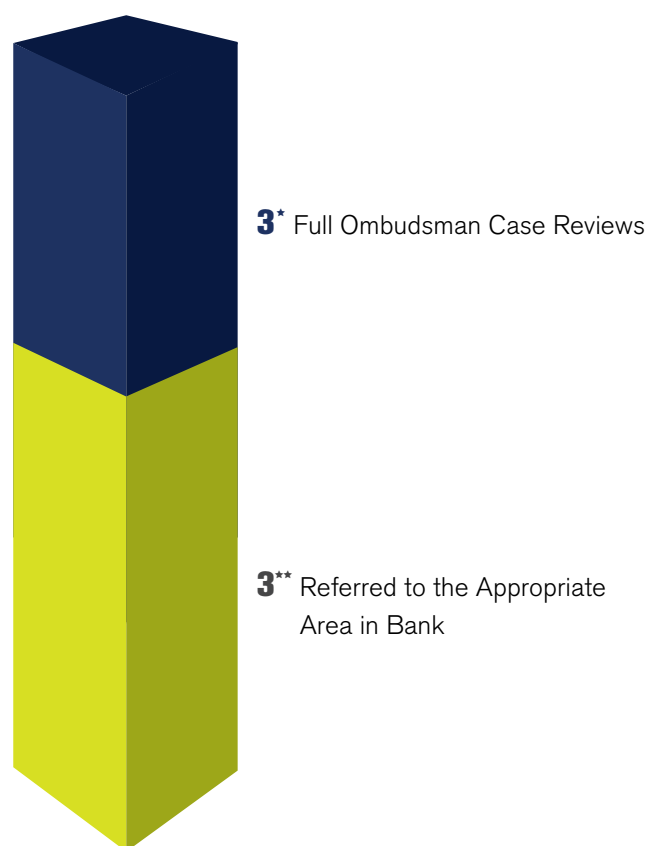 3* Full Ombudsman Case Reviews
3** Referred to the Appropriate
Area in Bank